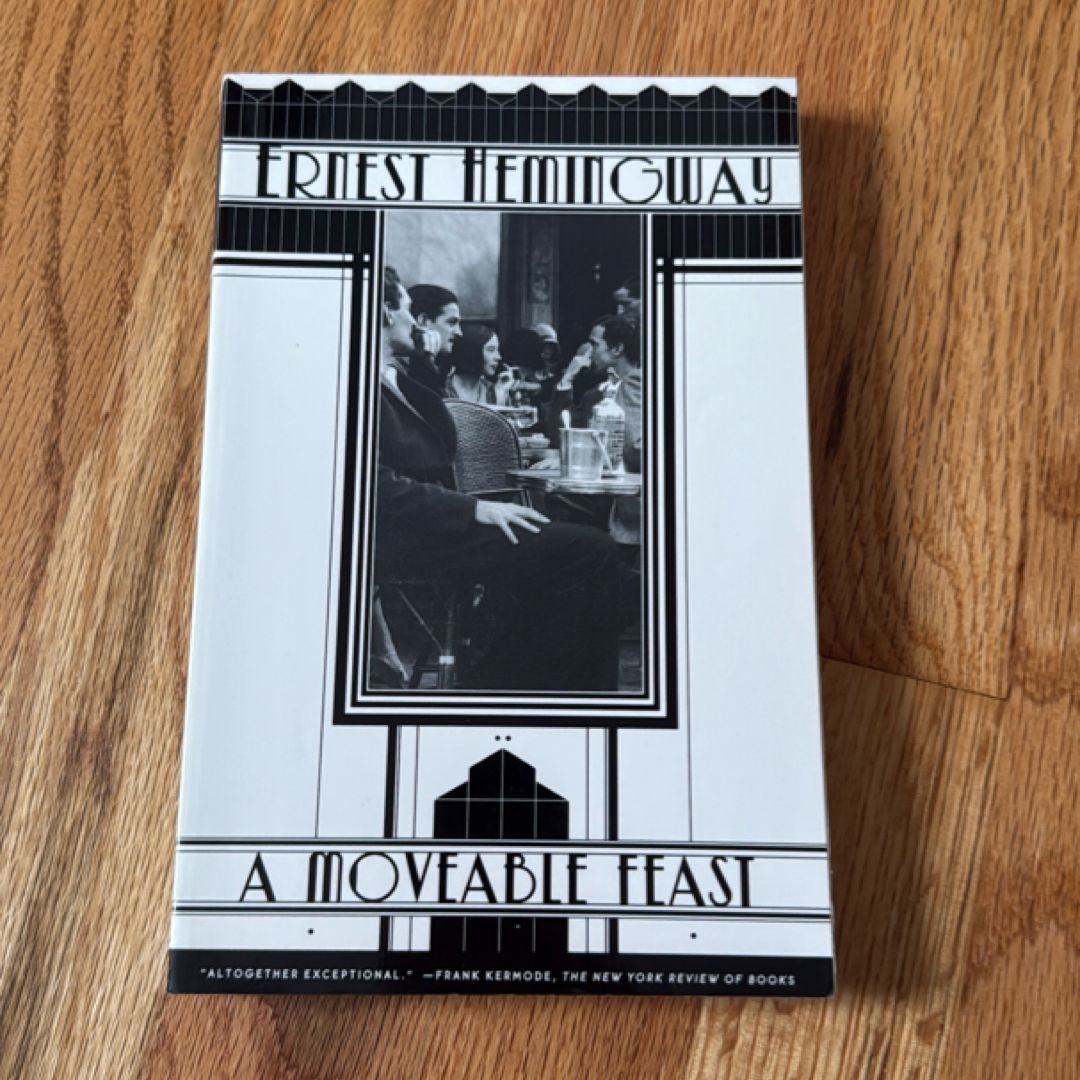 ERNEST HEMINGWAY
A MOVEABLE FEAST
"ALTOGETHER EXCEPTIONAL." —FRANK KERMODE, THE NEW YORK REVIEW OF BOOKS